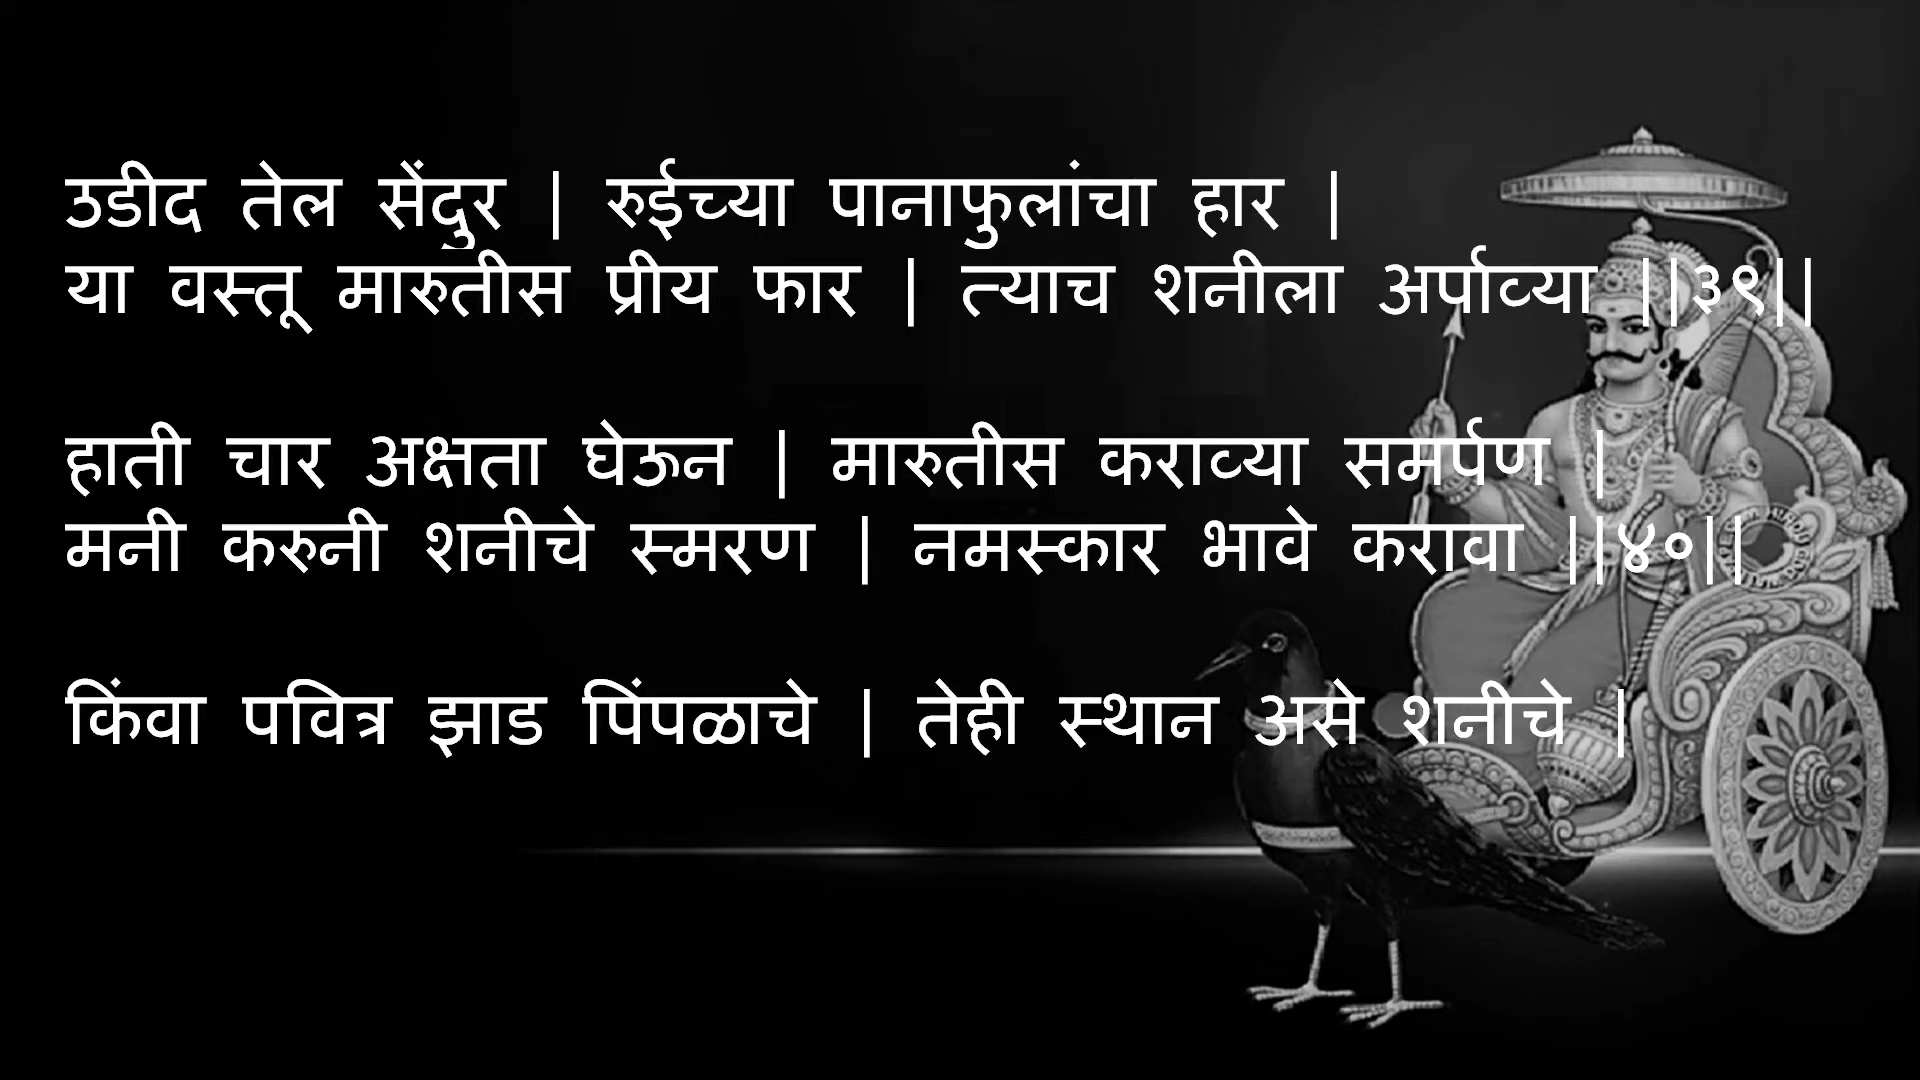 उडीद तेल सेंदुर | रुईच्या पानाफुलांचा हार |
या वस्तू मारुतीस प्रीय फार | त्याच शनीला अर्पाव्या ||३९||
हाती चार अक्षता घेऊन | मारुतीस कराव्या समर्पण |
मनी करुनी शनीचे स्मरण | नमस्कार भावे करावा ||४०||
किंवा पवित्र झाड पिंपळाचे | तेही स्थान असे शनीचे |